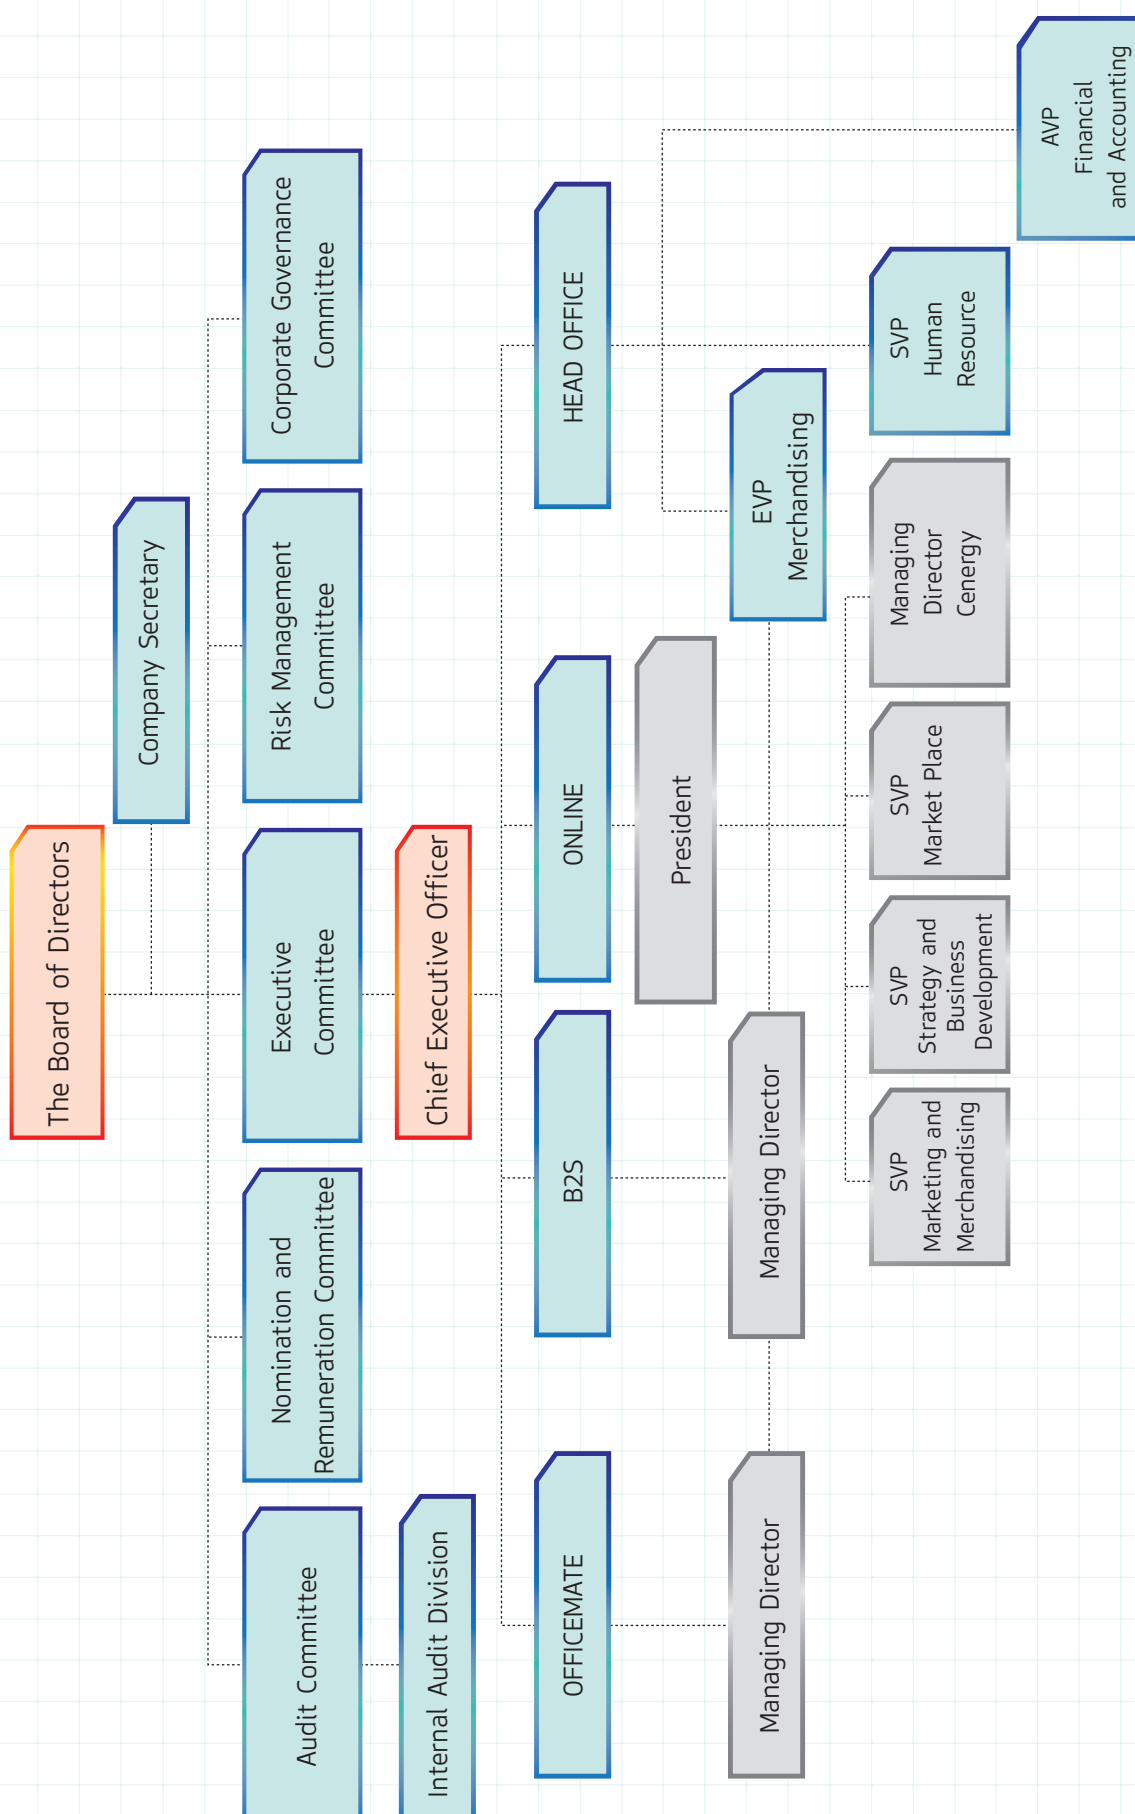 The Board of Directors
Company Secretary
Audit Committee
Nomination and
Remuneration Committee
Executive
Committee
Risk Management
Committee
Corporate Governance
Committee
Internal Audit Division
Chief Executive Officer
OFFICEMATE
B2S
ONLINE
HEAD OFFICE
President
Managing Director
Managing Director
EVP
Merchandising
SVP
Marketing and
Merchandising
SVP
Strategy and
Business
Development
SVP
Market Place
Managing
Director
Cenergy
SVP
Human
Resource
AVP
Financial
and Accounting